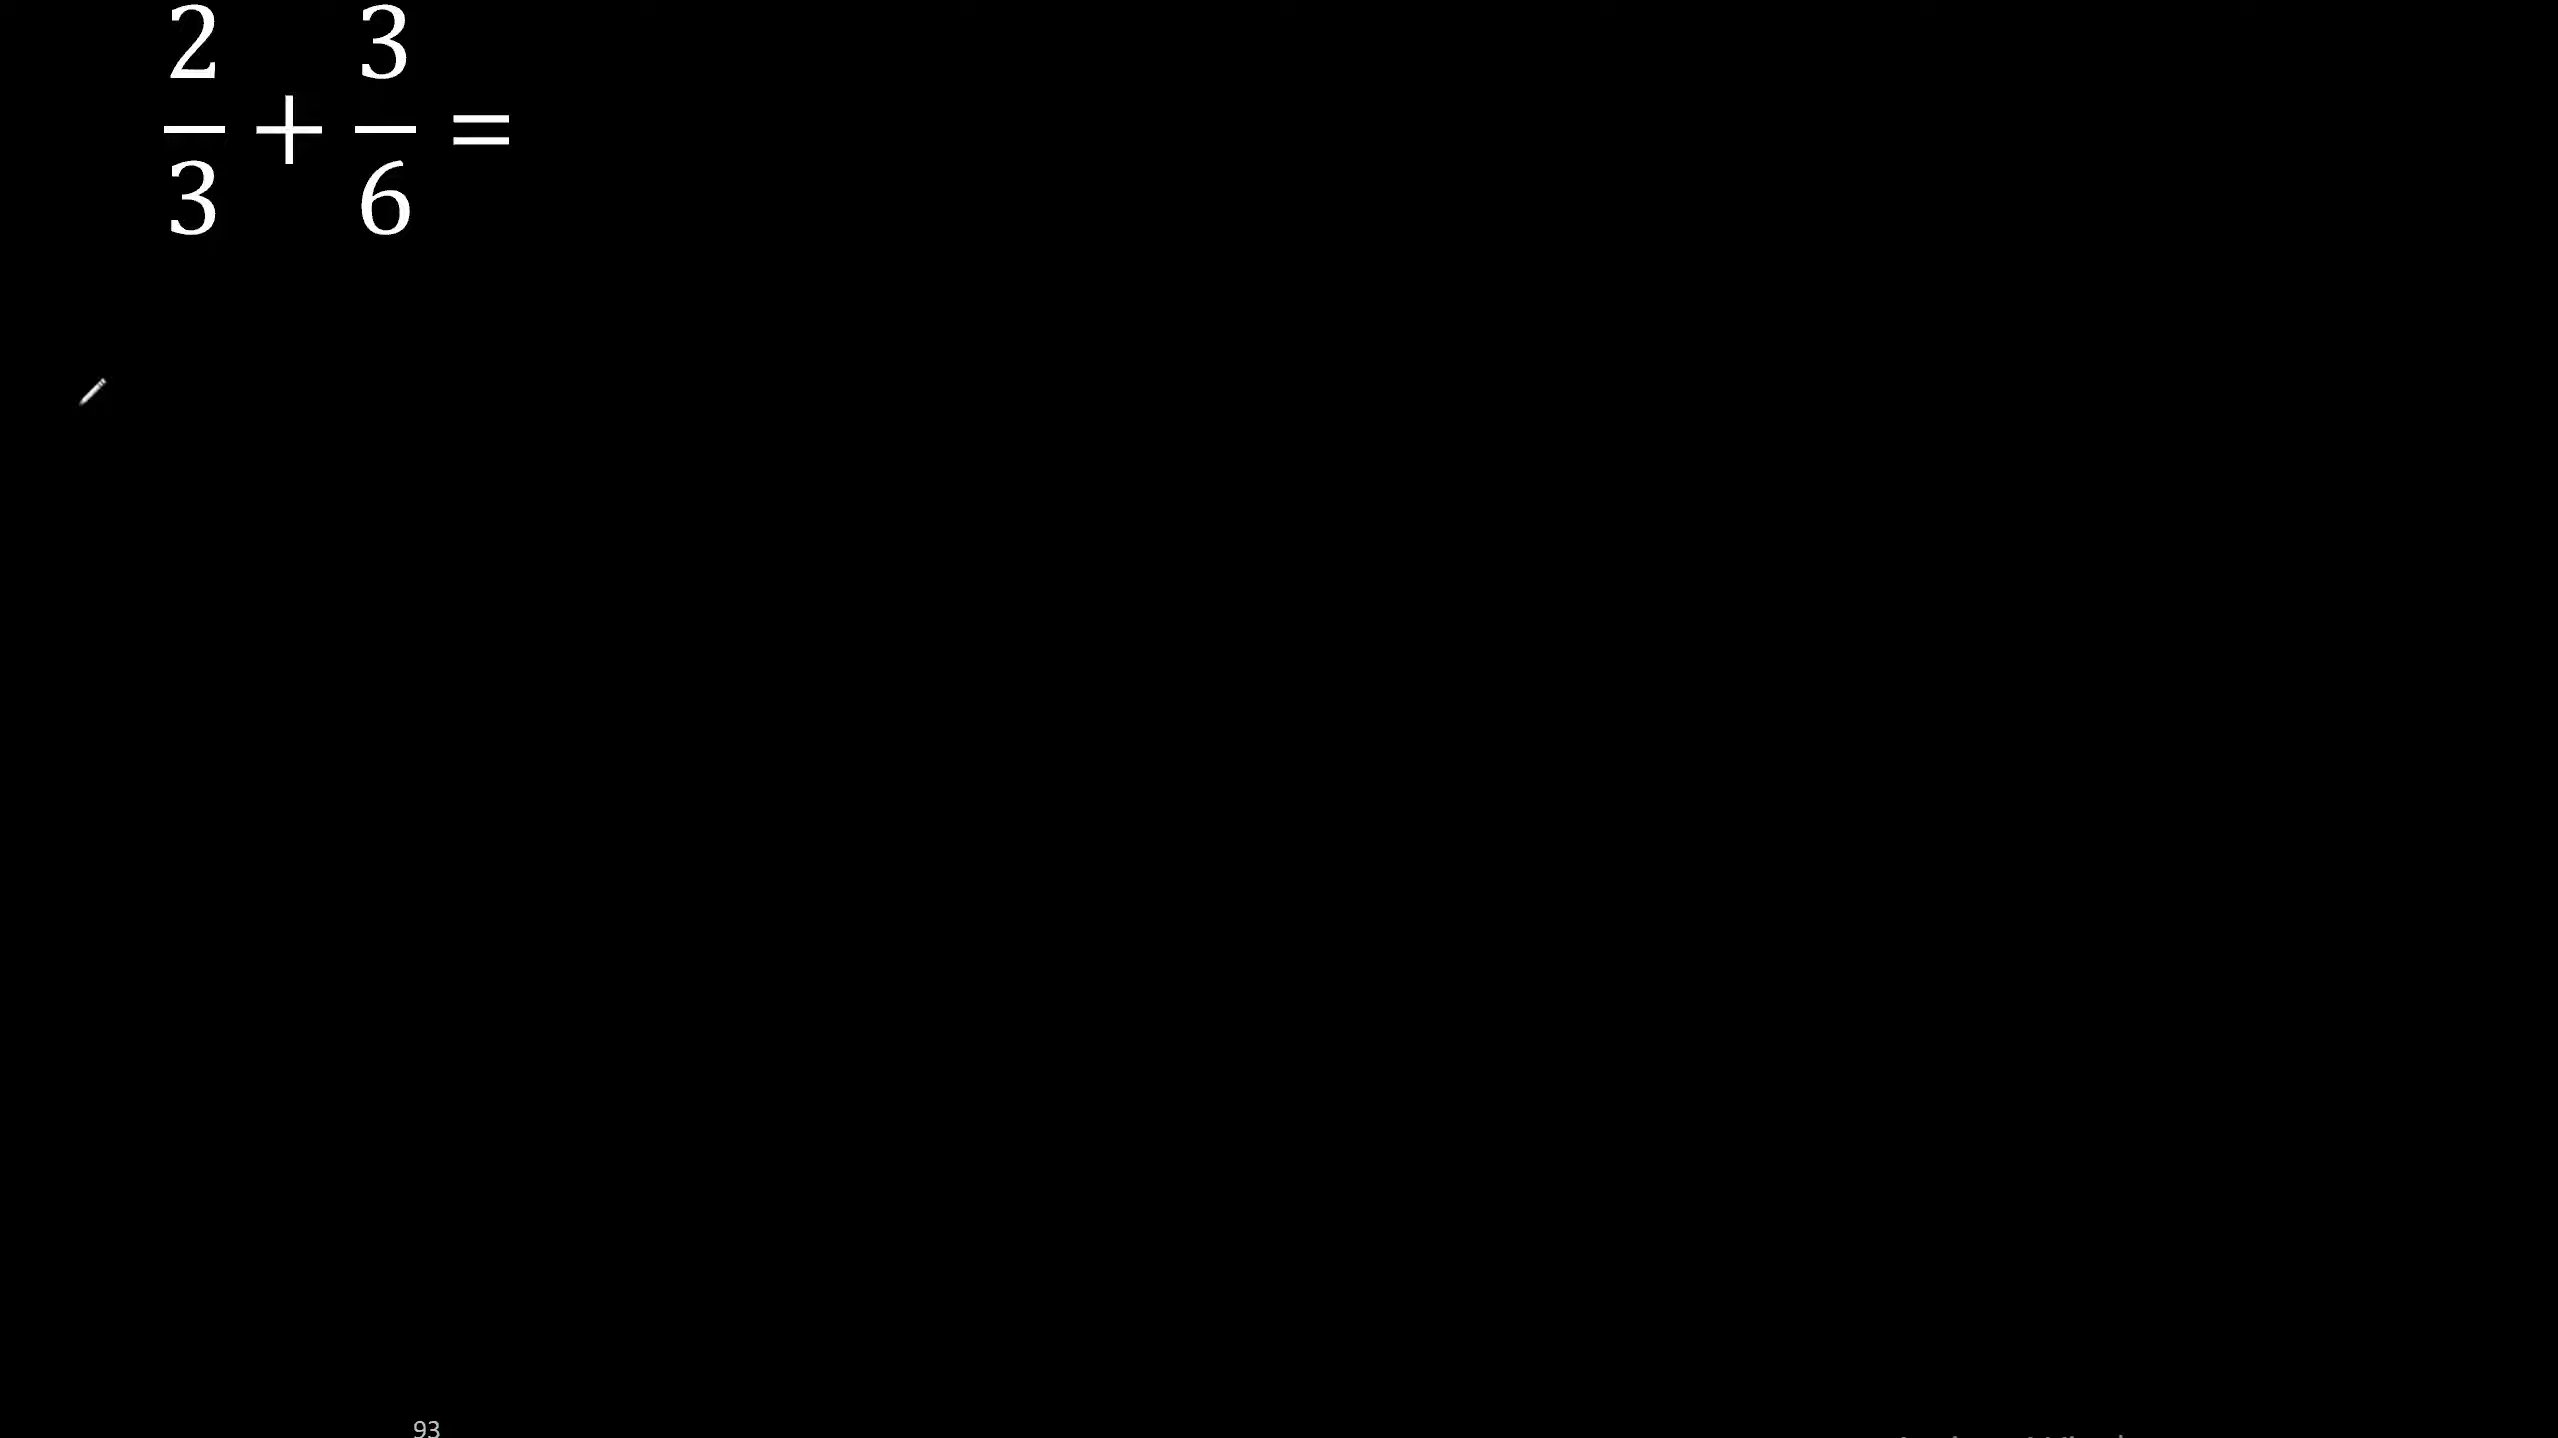 2/3 + 3/6 =
93